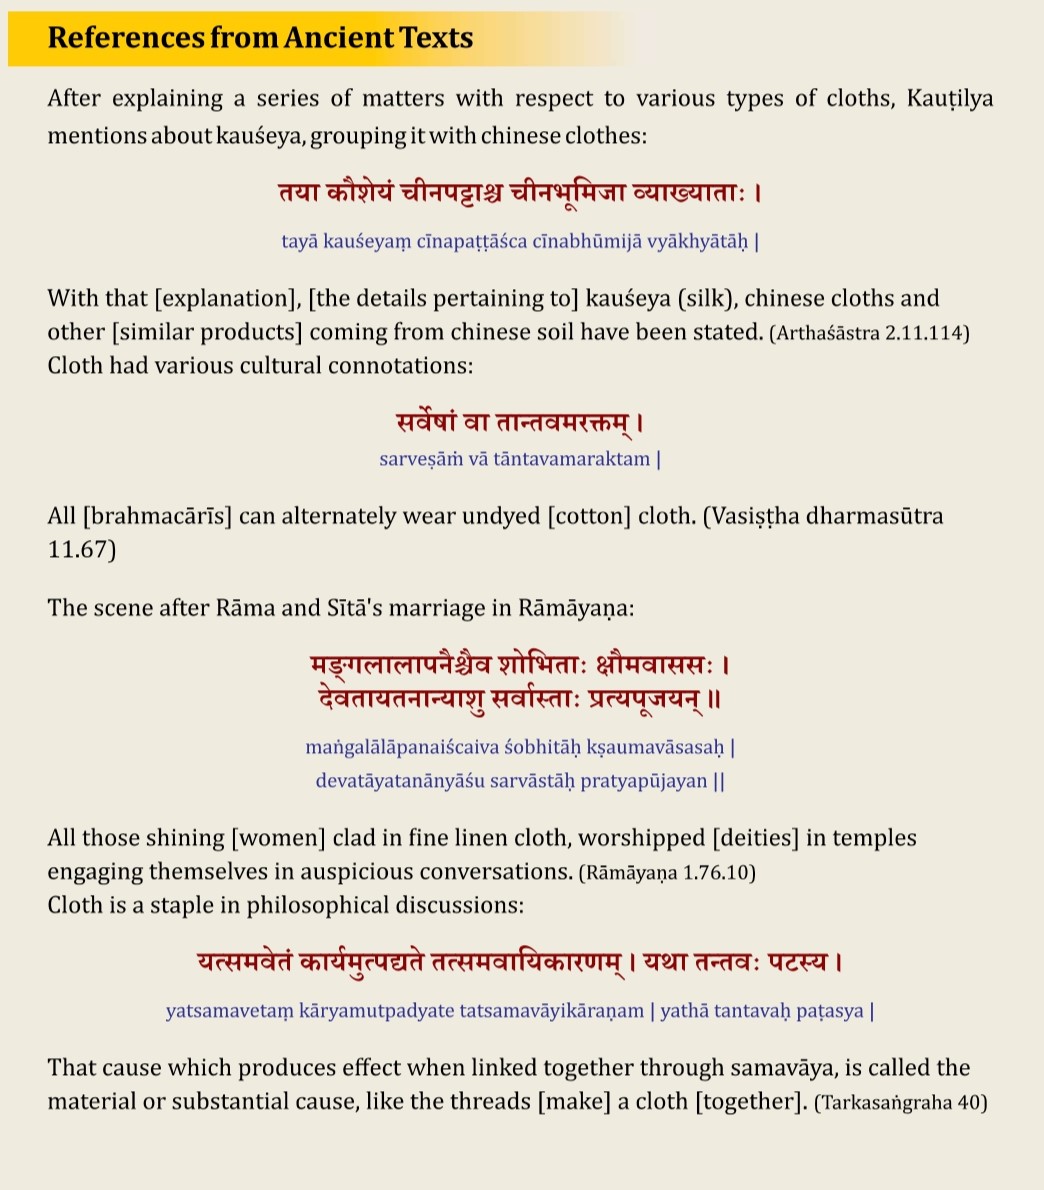 References from Ancient Texts
After explaining a series of matters with respect to various types of cloths, Kauṭilya
mentions about kauśeya, grouping it with chinese clothes:
तया कौशेयं चीनपट्टाश्च चीनभूमिजा व्याख्याताः ।
tayā kauśeyaṃ cīnapaṭṭāśca cīnabhūmijā vyākhyātāḥ |
With that [explanation], [the details pertaining to] kauśeya (silk), chinese cloths and
other [similar products] coming from chinese soil have been stated. (Arthaśāstra 2.11.114)
Cloth had various cultural connotations:
सर्वेषां वा तान्तवमरक्तम् ।
sarveṣāṁ vā tāntavamaraktam |
All [brahmacārīs] can alternately wear undyed [cotton] cloth. (Vasiṣṭha dharmasūtra
11.67)
The scene after Rāma and Sītā's marriage in Rāmāyaṇa:
मङ्गलालापनैश्चैव शोभिताः क्षौमवाससः ।
देवतायतनान्याशु सर्वास्ताः प्रत्यपूजयन् ॥
maṅgalālāpanaiścaiva śobhitāḥ kṣaumavāsasaḥ |
devatāyatanānyāśu sarvāstāḥ pratyapūjayan ||
All those shining [women] clad in fine linen cloth, worshipped [deities] in temples
engaging themselves in auspicious conversations. (Rāmāyaṇa 1.76.10)
Cloth is a staple in philosophical discussions:
यत्समवेतं कार्यमुत्पद्यते तत्समवायिकारणम् । यथा तन्तवः पटस्य ।
yatsamavetaṃ kāryamutpadyate tatsamavāyikāraṇam | yathā tantavaḥ paṭasya |
That cause which produces effect when linked together through samavāya, is called the
material or substantial cause, like the threads [make] a cloth [together]. (Tarkasaṅgraha 40)